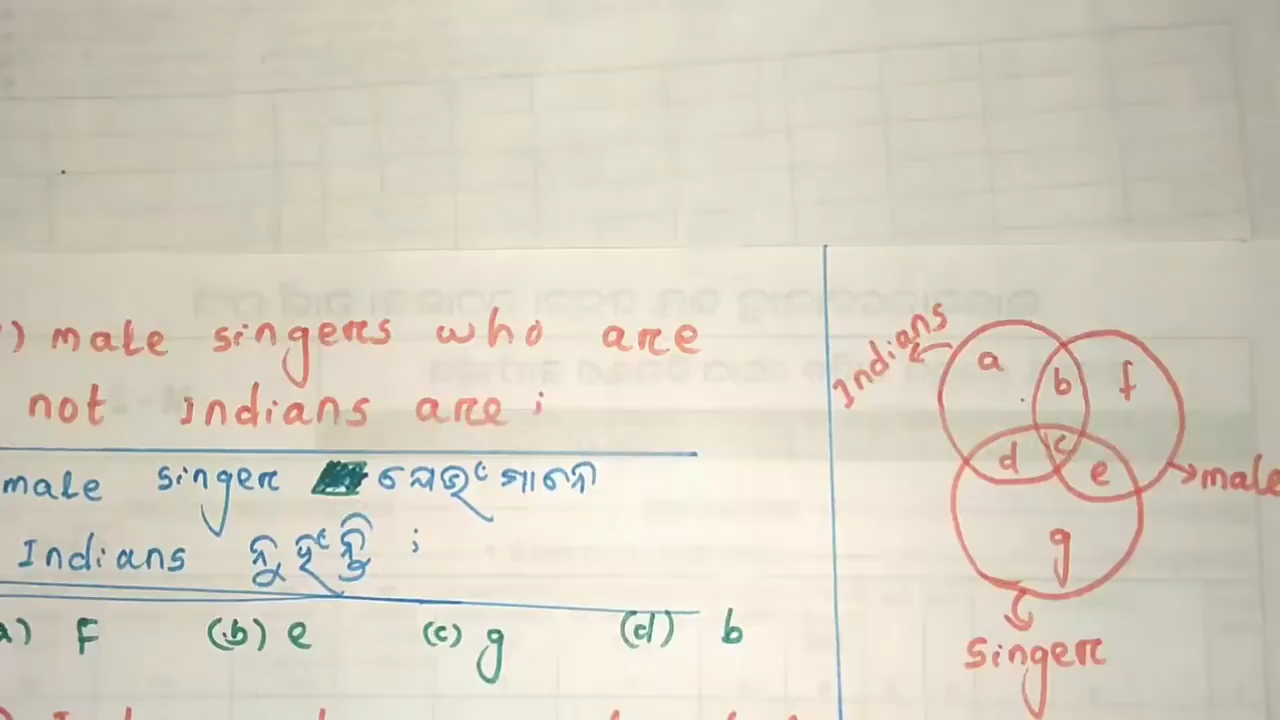 ) male singers who are
not indians are;
male singer ଯେଉଁ ମାନେ
Indians ନୁହଁନ୍ତି ;
a) f (b) e (c) g (d) b
Indians
a b f
d c e
male
g
singer